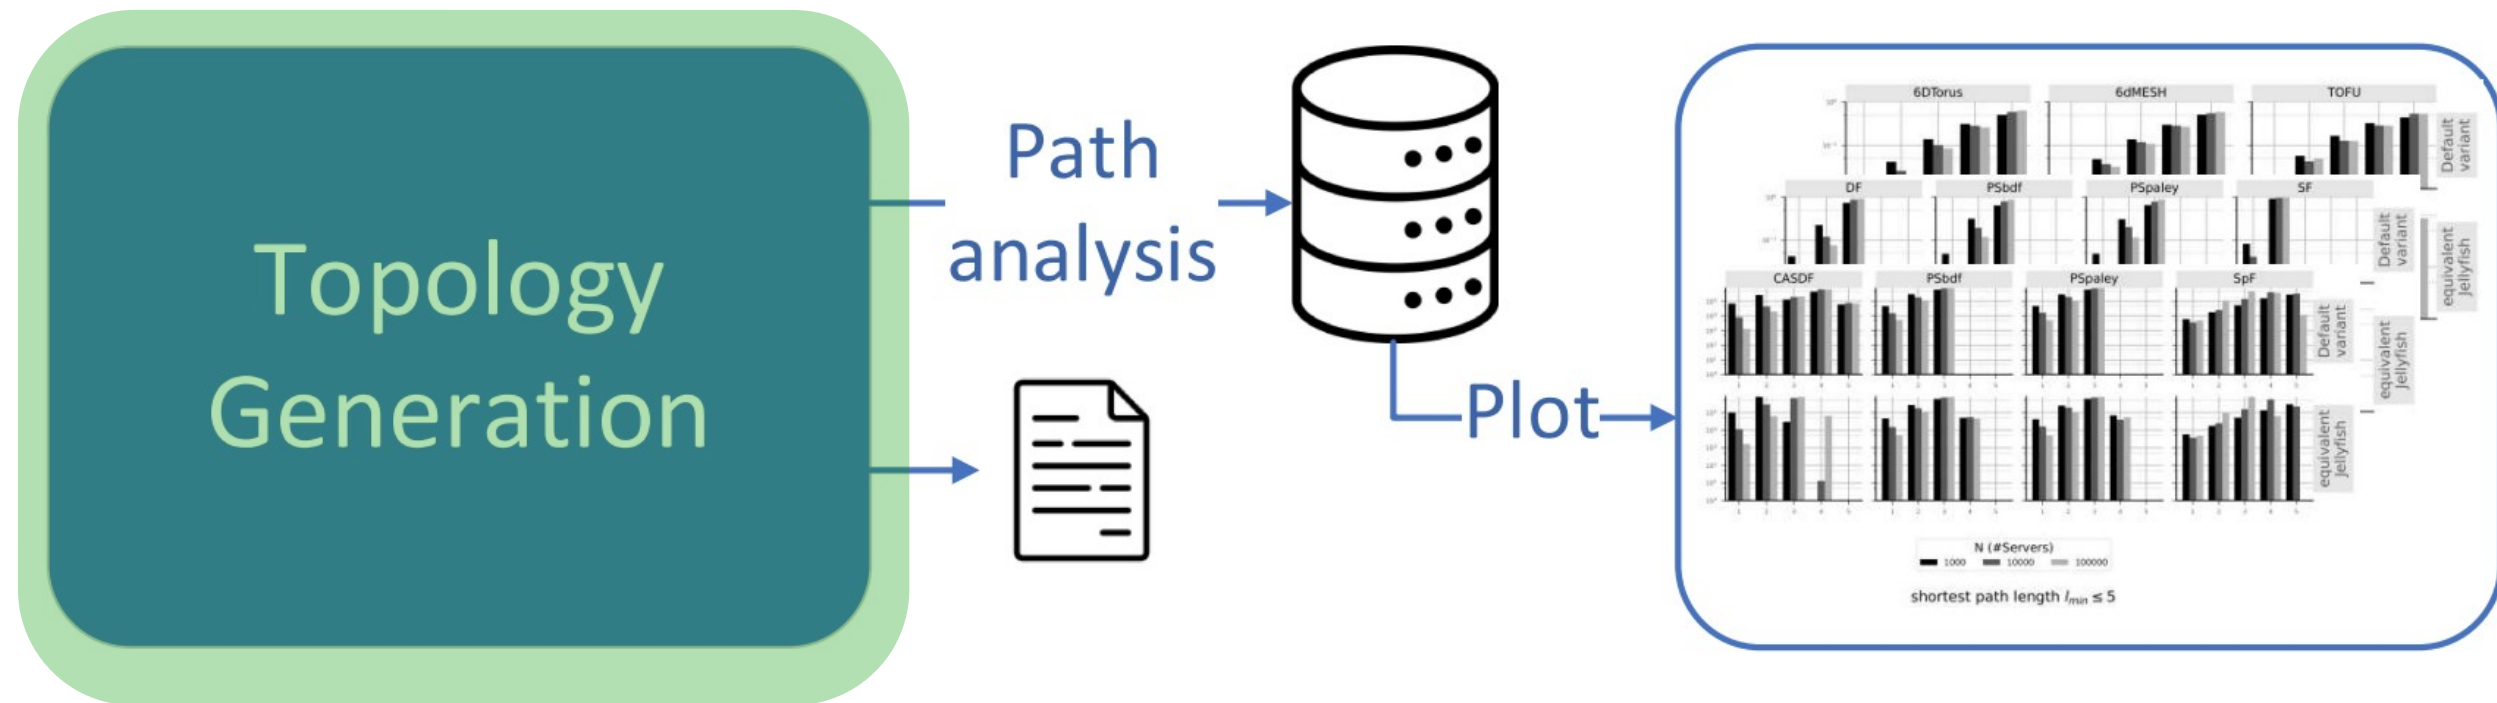 Topology
Generation
Path
analysis
Plot
6DTorus
6dMESH
TOFU
Default
variant
DF
PSbdf
PSpaley
SF
Default
variant
equivalent
Jellyfish
CASDF
PSbdf
PSpaley
SpF
Default
variant
equivalent
Jellyfish
equivalent
Jellyfish
N (#Servers)
1000 10000 100000
shortest path length l_min ≤ 5